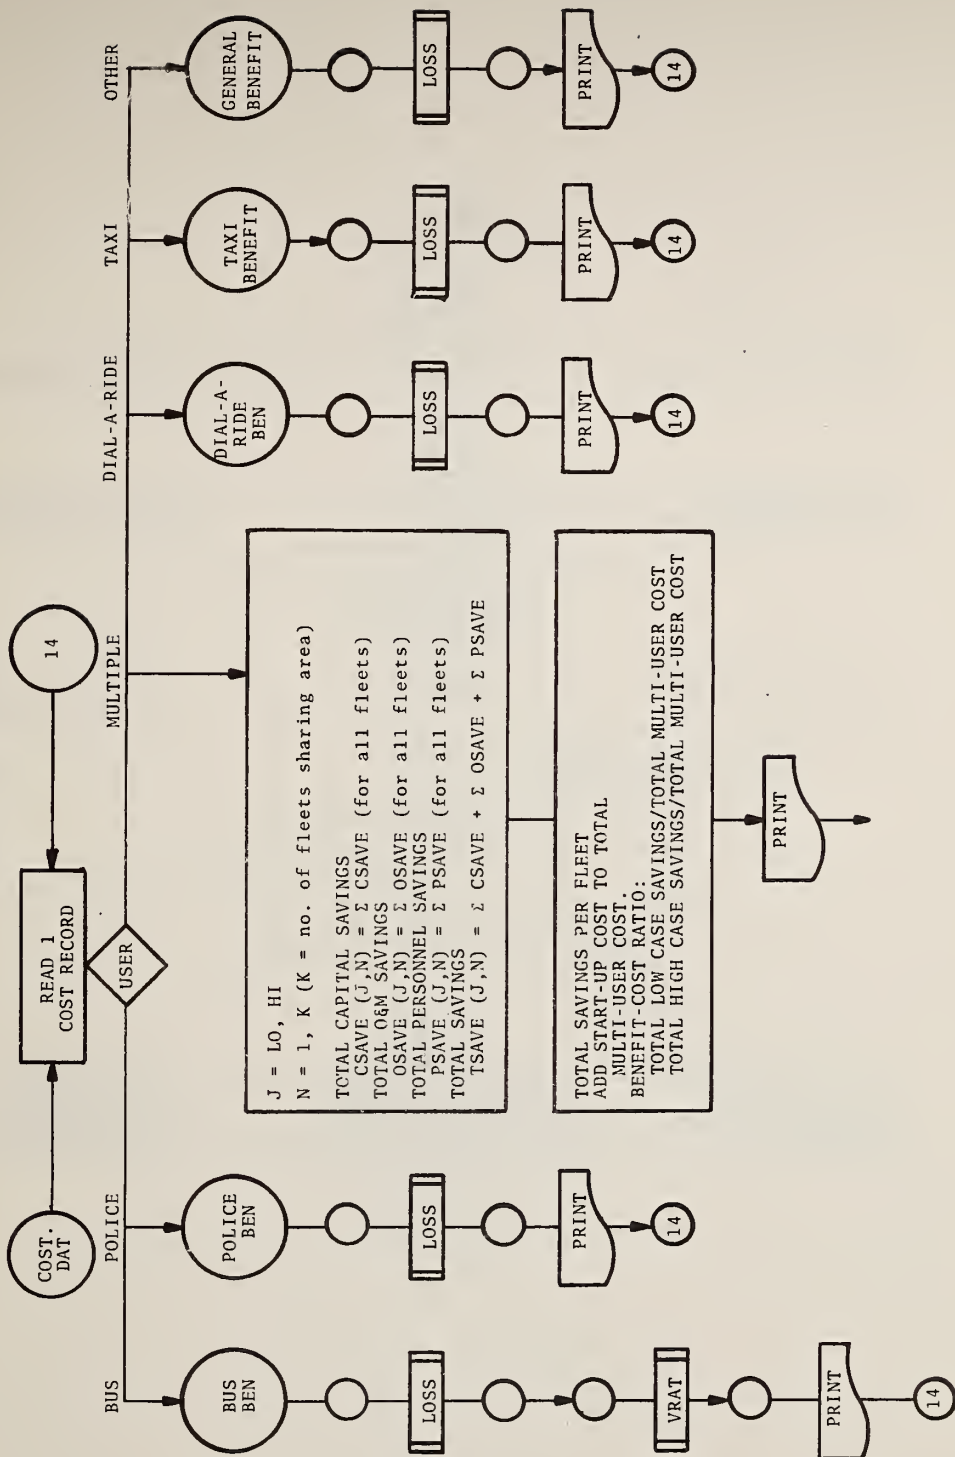 COST.
DAT
READ 1
COST RECORD
14
USER
BUS
POLICE
MULTIPLE
DIAL-A-RIDE
TAXI
OTHER
BUS
BEN
LOSS
VRAT
PRINT
14
POLICE
BEN
LOSS
PRINT
14
J = LO, HI
N = 1, K (K = no. of fleets sharing area)
TOTAL CAPITAL SAVINGS
CSAVE (J,N) = Σ CSAVE (for all fleets)
TOTAL O&M SAVINGS
OSAVE (J,N) = Σ OSAVE (for all fleets)
TOTAL PERSONNEL SAVINGS
PSAVE (J,N) = Σ PSAVE (for all fleets)
TOTAL SAVINGS
TSAVE (J,N) = Σ CSAVE + Σ OSAVE + Σ PSAVE
TOTAL SAVINGS PER FLEET
ADD START-UP COST TO TOTAL
MULTI-USER COST.
BENEFIT-COST RATIO:
TOTAL LOW CASE SAVINGS/TOTAL MULTI-USER COST
TOTAL HIGH CASE SAVINGS/TOTAL MULTI-USER COST
PRINT
DIAL-A-
RIDE
BEN
LOSS
PRINT
14
TAXI
BENEFIT
LOSS
PRINT
14
GENERAL
BENEFIT
LOSS
PRINT
14